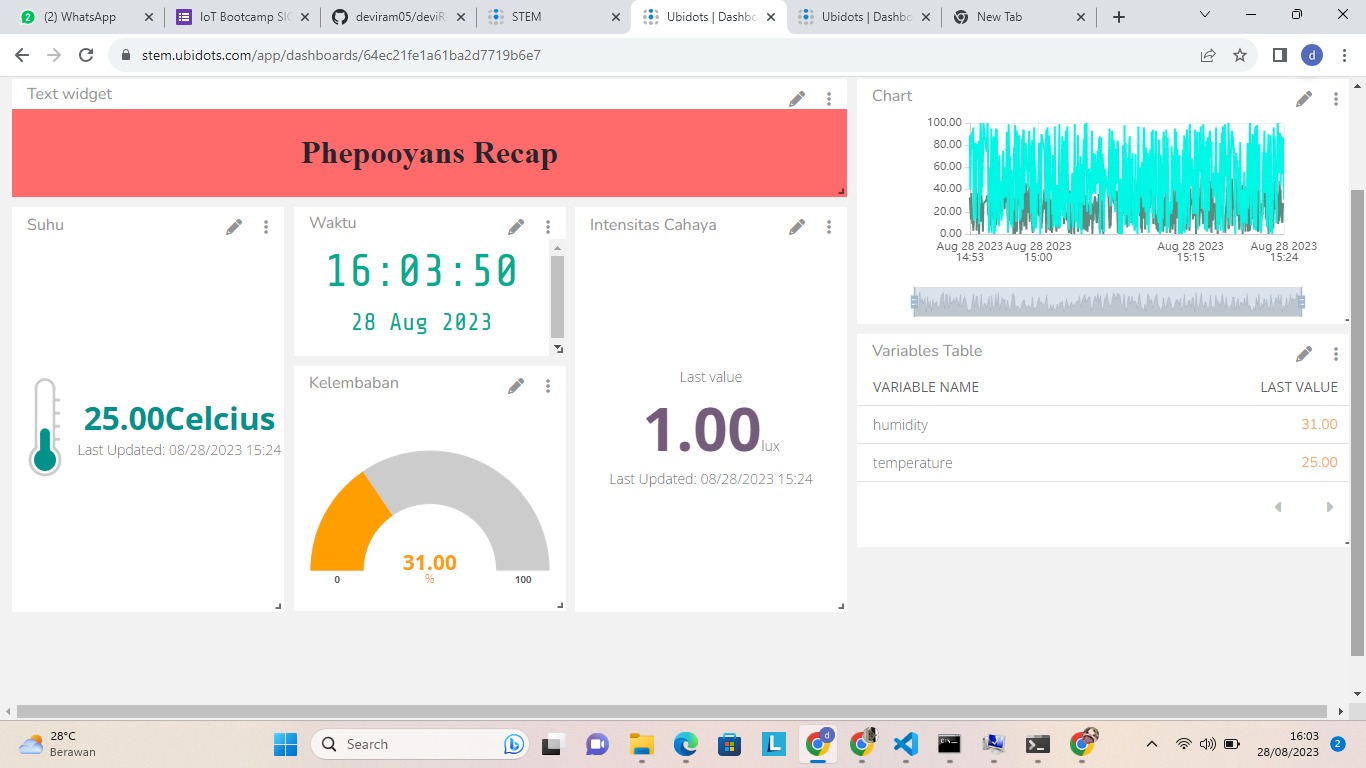 (2) WhatsApp
IoT Bootcamp SIC
deviram05/deviR
STEM
Ubidots | Dashbo
Ubidots | Dashbo
New Tab
stem.ubidots.com/app/dashboards/64ec21fe1a61ba2d7719b6e7
d
Text widget
Phepooyans Recap
Suhu
25.00Celcius
Last Updated: 08/28/2023 15:24
Waktu
16:03:50
28 Aug 2023
Kelembaban
31.00
%
0
100
Intensitas Cahaya
Last value
1.00lux
Last Updated: 08/28/2023 15:24
Chart
100.00
80.00
60.00
40.00
20.00
0.00
Aug 28 2023 Aug 28 2023 Aug 28 2023 Aug 28 2023
14:53 15:00 15:15 15:24
Variables Table
VARIABLE NAME LAST VALUE
humidity 31.00
temperature 25.00
28°C
Berawan
Search
L
d
16:03
28/08/2023
2